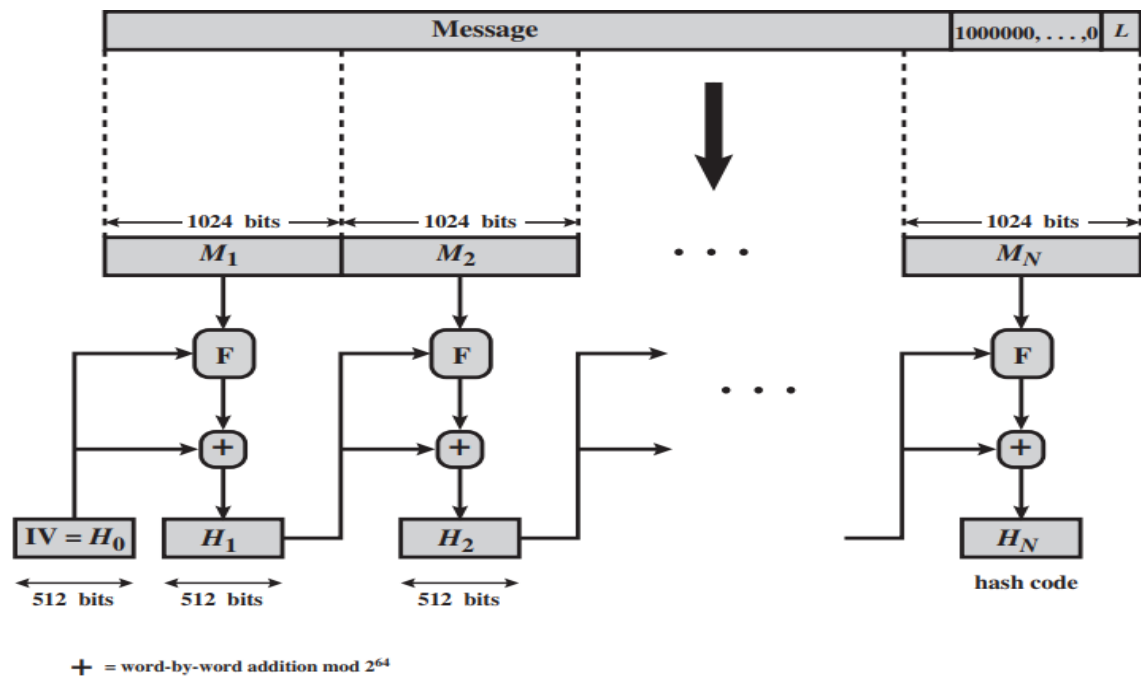 Message 1000000, . . . ,0 L
1024 bits 1024 bits 1024 bits
M1 M2 . . . MN
F F F
. . .
+ + +
IV = H0 H1 H2 HN
hash code
512 bits 512 bits 512 bits
+ = word-by-word addition mod 2^64